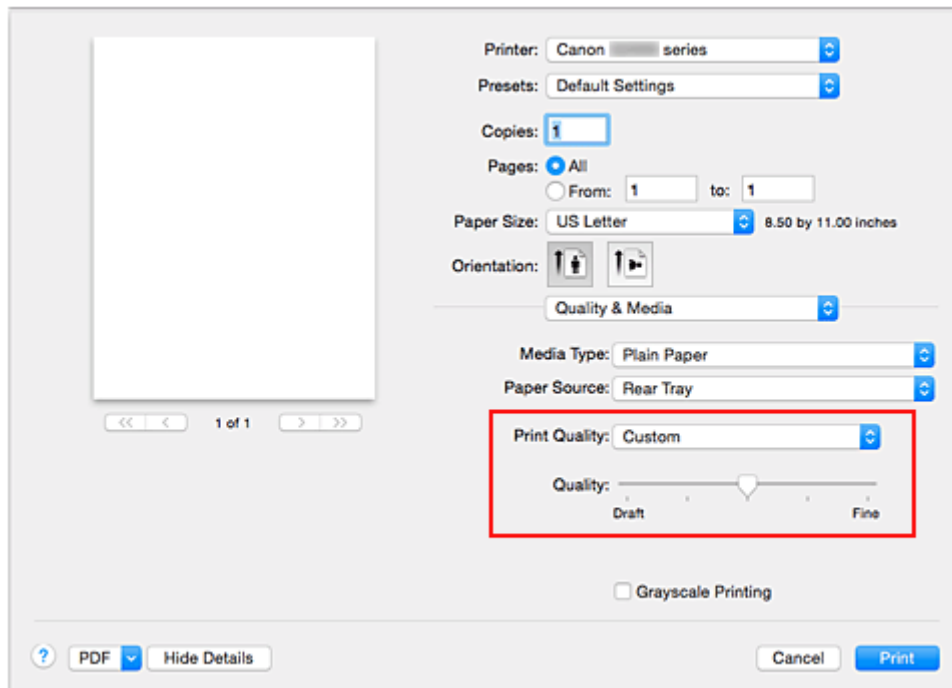 Printer: Canon series
Presets: Default Settings
Copies: 1
Pages: All
From: 1 to: 1
Paper Size: US Letter 8.50 by 11.00 inches
Orientation:
Quality & Media
Media Type: Plain Paper
Paper Source: Rear Tray
<< < 1 of 1 > >>
Print Quality: Custom
Quality:
Draft Fine
Grayscale Printing
? PDF Hide Details Cancel Print